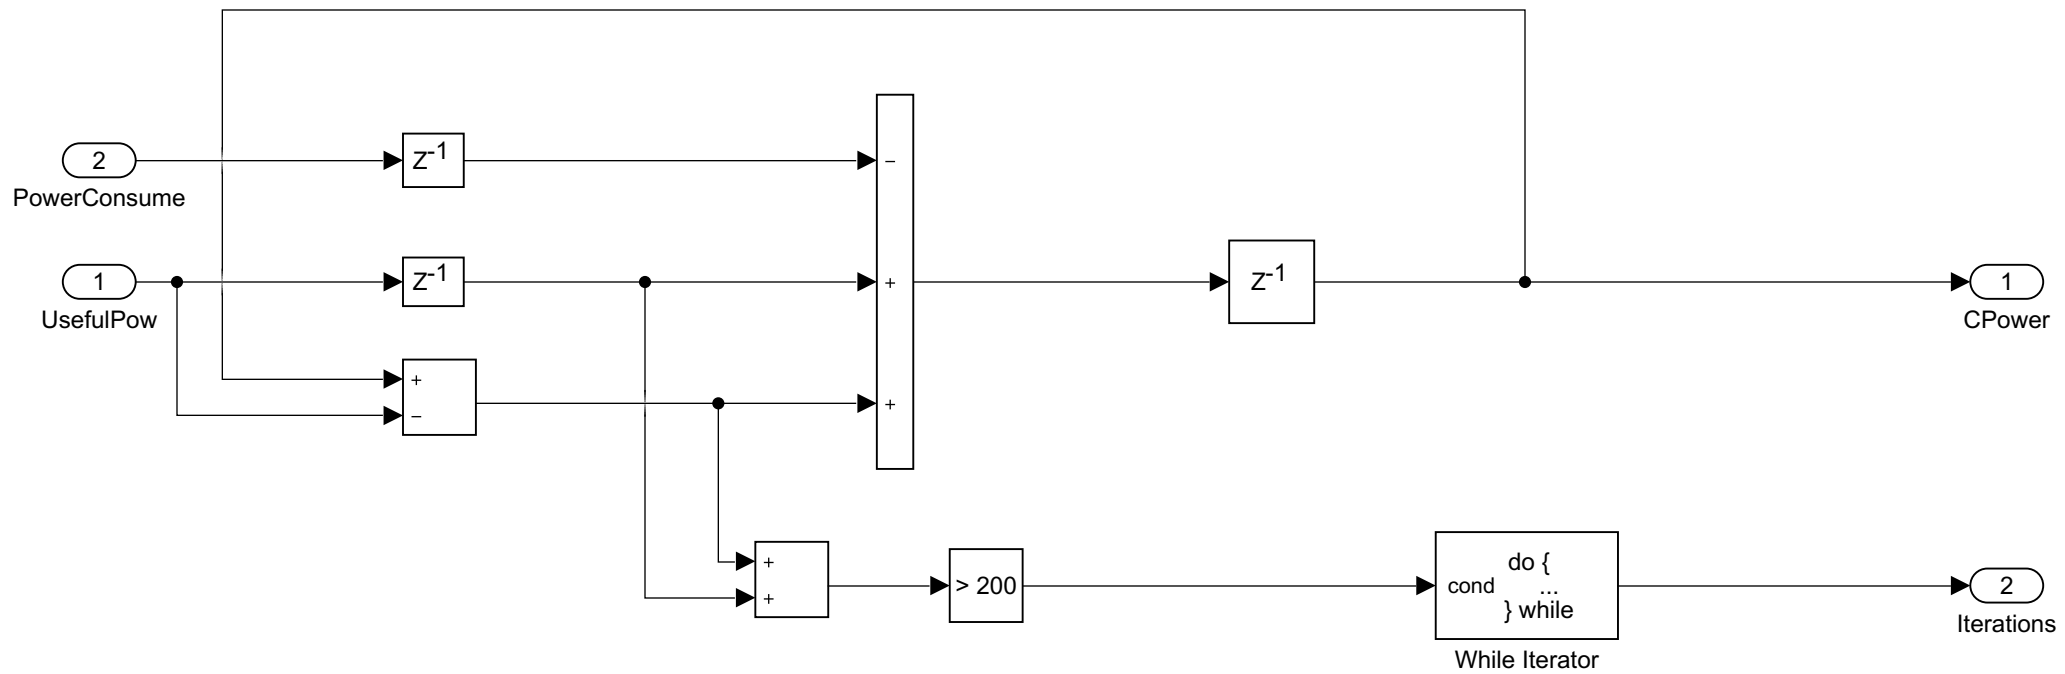 2
Z-1
−
PowerConsume
1
Z-1
+
Z-1
1
UsefulPow
CPower
+
−
+
+
+
> 200
do {
cond ...
} while
2
Iterations
While Iterator